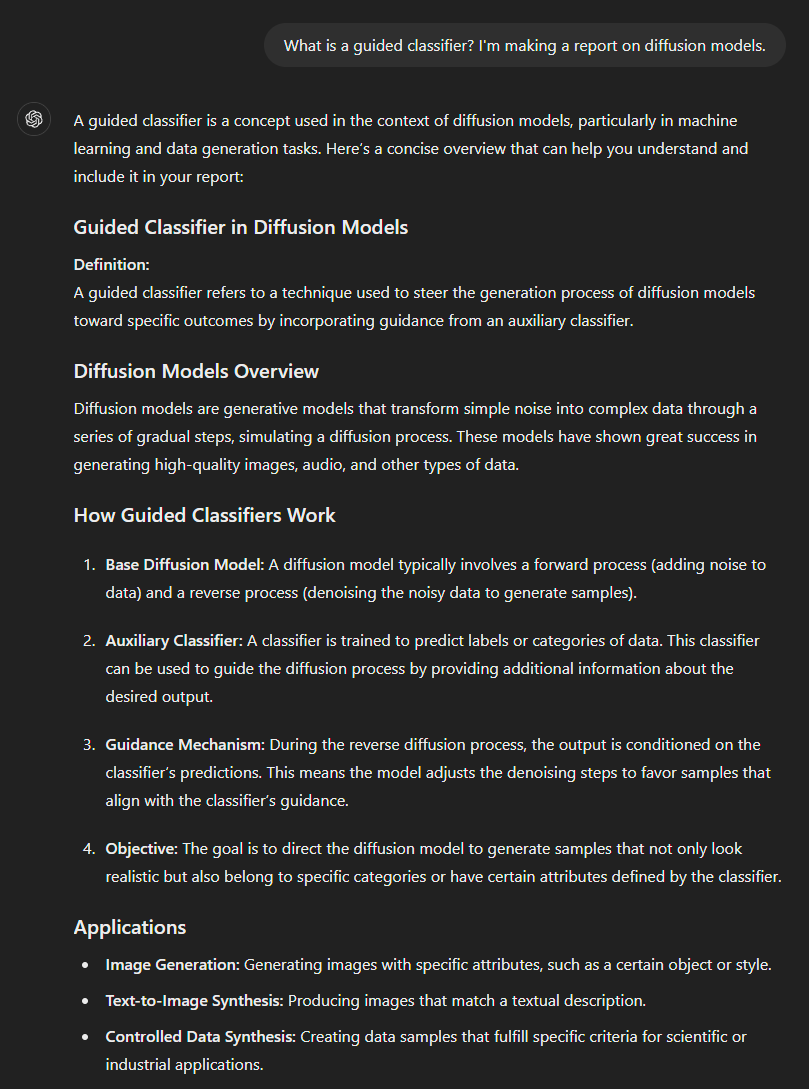 What is a guided classifier? I'm making a report on diffusion models.
A guided classifier is a concept used in the context of diffusion models, particularly in machine
learning and data generation tasks. Here's a concise overview that can help you understand and
include it in your report:
Guided Classifier in Diffusion Models
Definition:
A guided classifier refers to a technique used to steer the generation process of diffusion models
toward specific outcomes by incorporating guidance from an auxiliary classifier.
Diffusion Models Overview
Diffusion models are generative models that transform simple noise into complex data through a
series of gradual steps, simulating a diffusion process. These models have shown great success in
generating high-quality images, audio, and other types of data.
How Guided Classifiers Work
1. Base Diffusion Model: A diffusion model typically involves a forward process (adding noise to
data) and a reverse process (denoising the noisy data to generate samples).
2. Auxiliary Classifier: A classifier is trained to predict labels or categories of data. This classifier
can be used to guide the diffusion process by providing additional information about the
desired output.
3. Guidance Mechanism: During the reverse diffusion process, the output is conditioned on the
classifier's predictions. This means the model adjusts the denoising steps to favor samples that
align with the classifier's guidance.
4. Objective: The goal is to direct the diffusion model to generate samples that not only look
realistic but also belong to specific categories or have certain attributes defined by the classifier.
Applications
• Image Generation: Generating images with specific attributes, such as a certain object or style.
• Text-to-Image Synthesis: Producing images that match a textual description.
• Controlled Data Synthesis: Creating data samples that fulfill specific criteria for scientific or
industrial applications.